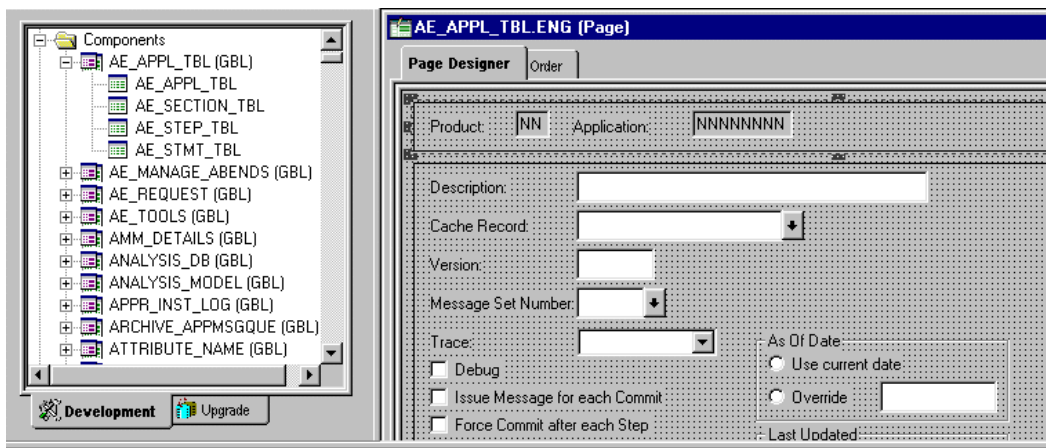 Components
AE_APPL_TBL (GBL)
AE_APPL_TBL
AE_SECTION_TBL
AE_STEP_TBL
AE_STMT_TBL
AE_MANAGE_ABENDS (GBL)
AE_REQUEST (GBL)
AE_TOOLS (GBL)
AMM_DETAILS (GBL)
ANALYSIS_DB (GBL)
ANALYSIS_MODEL (GBL)
APPR_INST_LOG (GBL)
ARCHIVE_APPMSGQUE (GBL)
ATTRIBUTE_NAME (GBL)
Development Upgrade
AE_APPL_TBL.ENG (Page)
Page Designer Order
Product: NN Application: NNNNNNNN
Description:
Cache Record:
Version:
Message Set Number:
Trace:
Debug
Issue Message for each Commit
Force Commit after each Step
As Of Date:
Use current date
Override
Last Updated: